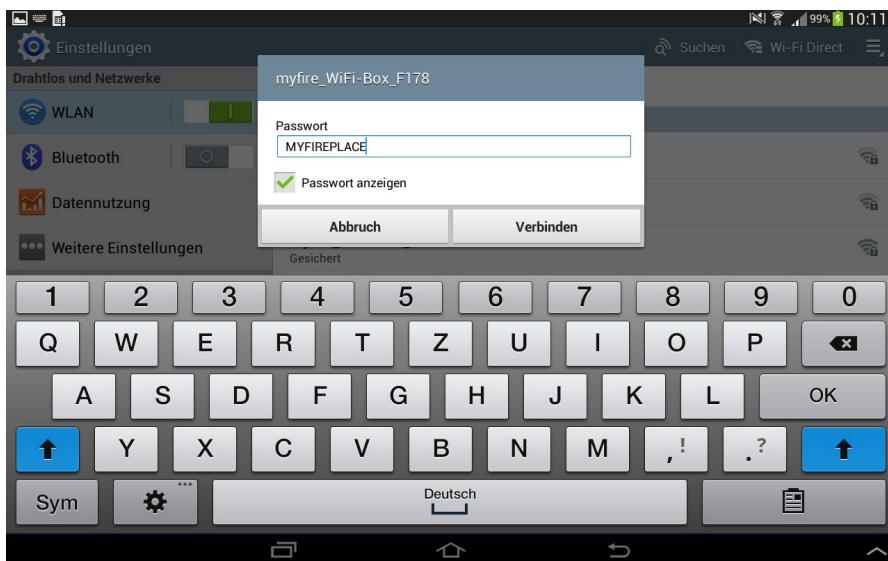 99% 10:11
Einstellungen
Suchen
Wi-Fi Direct
Drahtlos und Netzwerke
WLAN
Bluetooth
Datennutzung
Weitere Einstellungen
myfire_WiFi-Box_F178
Passwort
MYFIREPLACE
Passwort anzeigen
Abbruch
Verbinden
Gesichert
1 2 3 4 5 6 7 8 9 0
Q W E R T Z U I O P
A S D F G H J K L OK
Y X C V B N M ,! .?
Sym
Deutsch